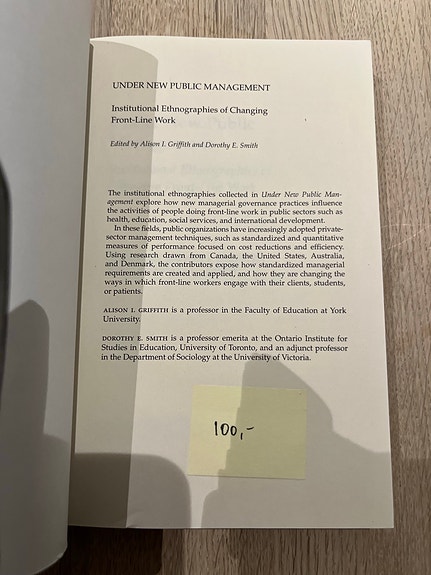 UNDER NEW PUBLIC MANAGEMENT
Institutional Ethnographies of Changing
Front-Line Work
Edited by Alison I. Griffith and Dorothy E. Smith
The institutional ethnographies collected in Under New Public Man-
agement explore how new managerial governance practices influence
the activities of people doing front-line work in public sectors such as
health, education, social services, and international development.
In these fields, public organizations have increasingly adopted private-
sector management techniques, such as standardized and quantitative
measures of performance focused on cost reductions and efficiency.
Using research drawn from Canada, the United States, Australia,
and Denmark, the contributors expose how standardized managerial
requirements are created and applied, and how they are changing the
ways in which front-line workers engage with their clients, students,
or patients.
ALISON I. GRIFFITH is a professor in the Faculty of Education at York
University.
DOROTHY E. SMITH is a professor emerita at the Ontario Institute for
Studies in Education, University of Toronto, and an adjunct professor
in the Department of Sociology at the University of Victoria.
100,-